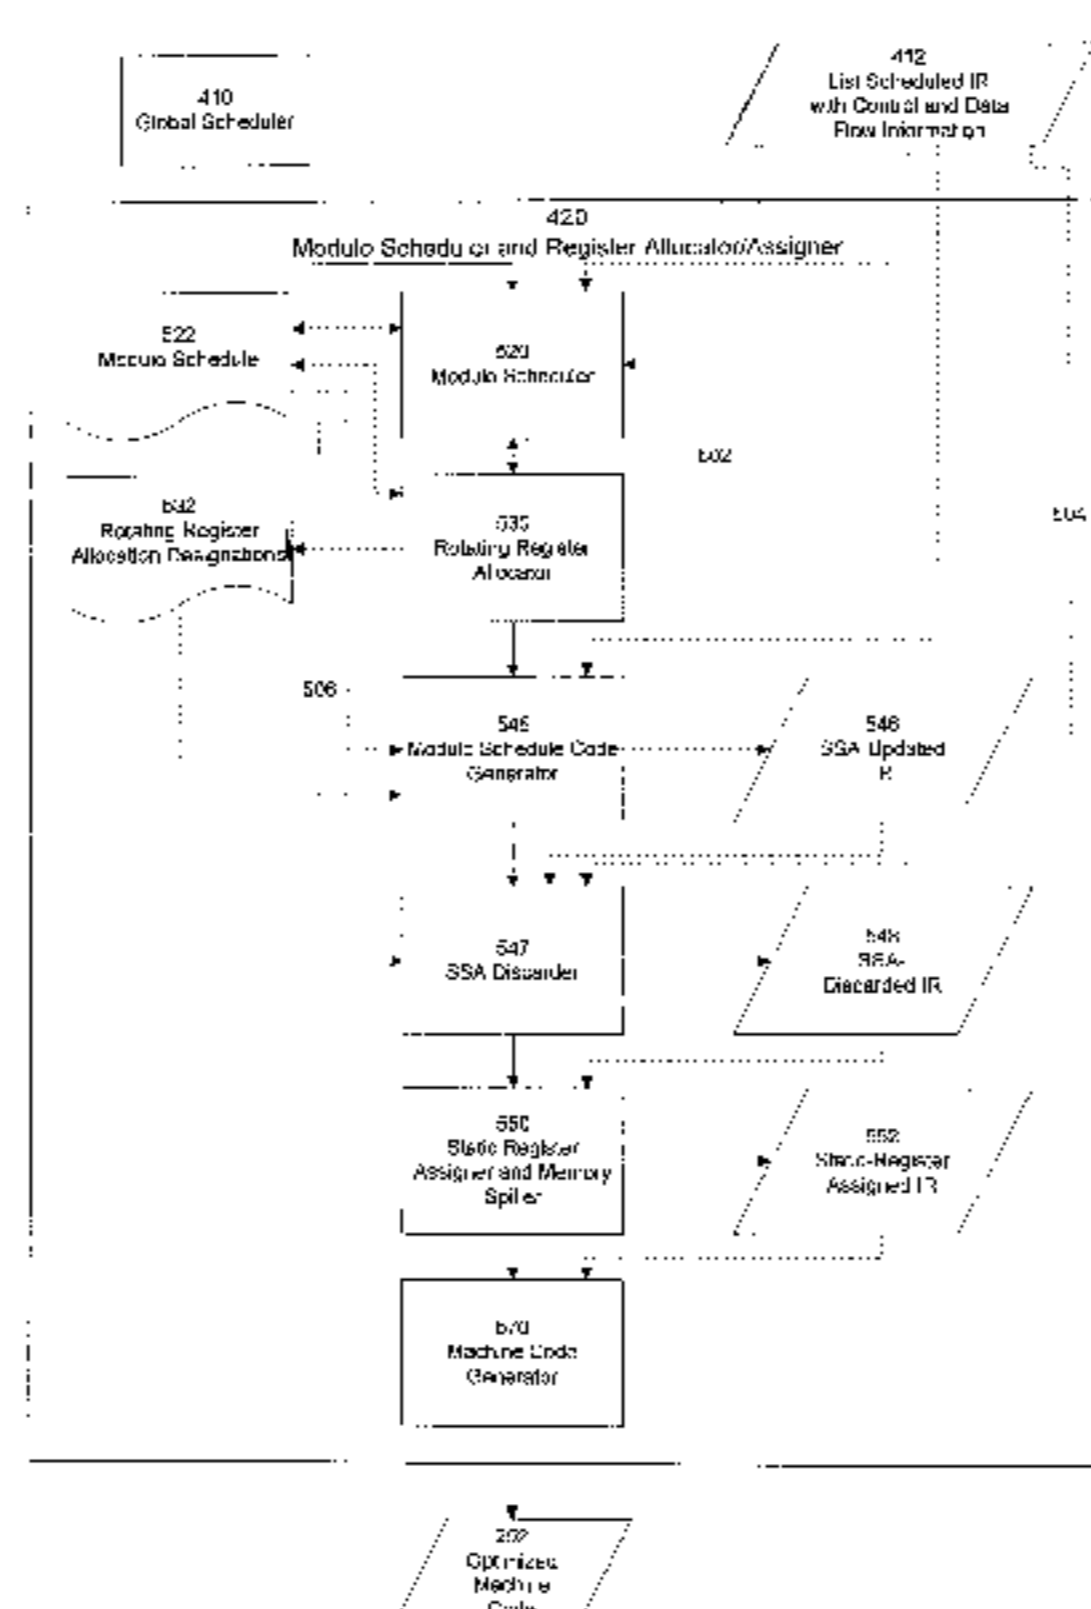 410
Global Scheduler
412
List Scheduled IR
with Control and Data
Flow Information
420
Modulo Scheduler and Register Allocator/Assigner
522
Modulo Schedule
520
Modulo Scheduler
502
504
532
Rotating Register
Allocation Designations
Rotating Register
Allocator
506
Modulo Schedule Code
Generator
546
SSA Updated
IR
547
SSA Discarder
548
SSA-
Discarded IR
550
Static Register
Assigner and Memory
Spiller
552
Static-Register
Assigned IR
570
Machine Code
Generator
Optimized
Machine
Code